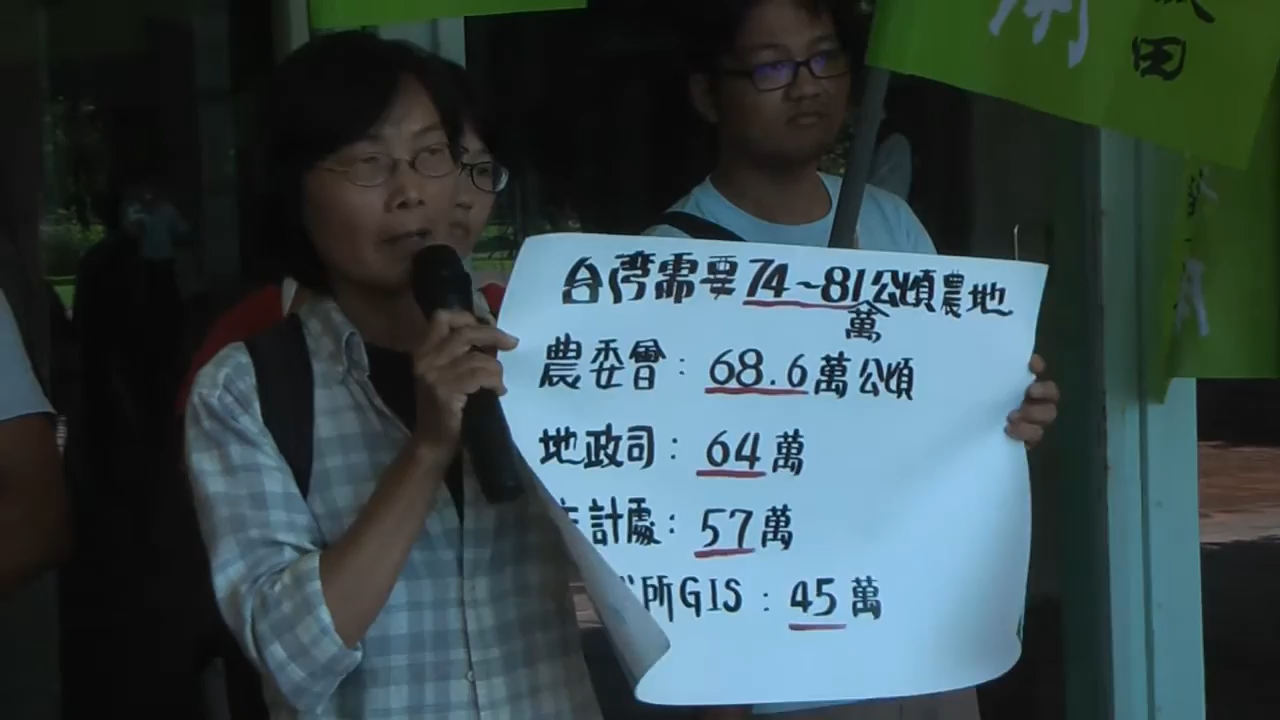 台湾需要74~81萬公頃農地
農委會：68.6萬公頃
地政司：64萬
計處：57萬
所GIS：45萬
田